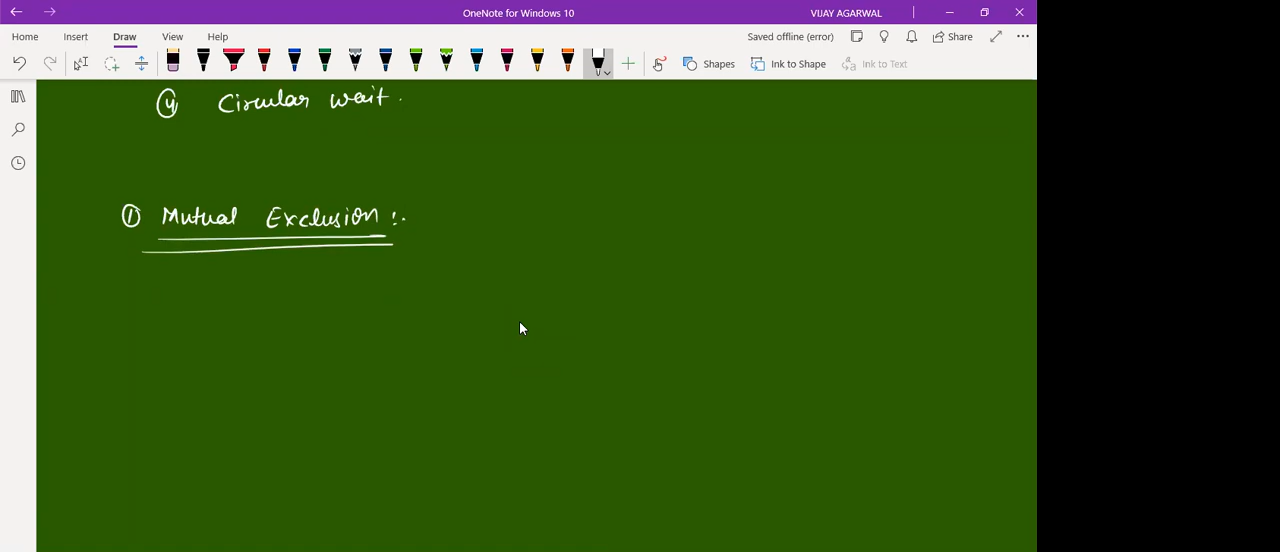 OneNote for Windows 10
VIJAY AGARWAL
Home Insert Draw View Help
Saved offline (error)
Share
Shapes
Ink to Shape
Ink to Text
④ Circular wait.
① Mutual Exclusion :.